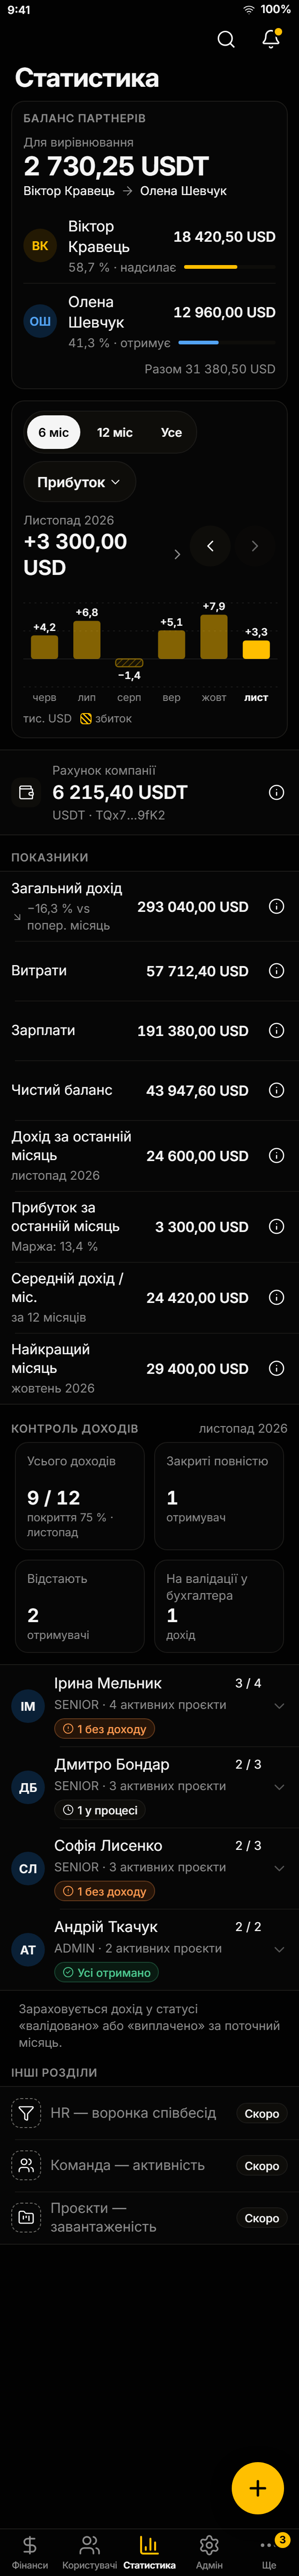 9:41
100%
Статистика
БАЛАНС ПАРТНЕРІВ
Для вирівнювання
2 730,25 USDT
Віктор Кравець → Олена Шевчук
ВК
Віктор
Кравець
18 420,50 USD
58,7 % · надсилає
ОШ
Олена
Шевчук
12 960,00 USD
41,3 % · отримує
Разом 31 380,50 USD
6 міс 12 міс Усе
Прибуток
Листопад 2026
+3 300,00
USD
+4,2 +6,8 −1,4 +5,1 +7,9 +3,3
черв лип серп вер жовт лист
тис. USD збиток
Рахунок компанії
6 215,40 USDT
USDT · TQx7…9fK2
ПОКАЗНИКИ
Загальний дохід
−16,3 % vs
попер. місяць
293 040,00 USD
Витрати 57 712,40 USD
Зарплати 191 380,00 USD
Чистий баланс 43 947,60 USD
Дохід за останній
місяць
листопад 2026
24 600,00 USD
Прибуток за
останній місяць
Маржа: 13,4 %
3 300,00 USD
Середній дохід /
міс.
за 12 місяців
24 420,00 USD
Найкращий
місяць
жовтень 2026
29 400,00 USD
КОНТРОЛЬ ДОХОДІВ листопад 2026
Усього доходів
9 / 12
покриття 75 % ·
листопад
Закриті повністю
1
отримувач
Відстають
2
отримувачі
На валідації у
бухгалтера
1
дохід
ІМ
Ірина Мельник 3 / 4
SENIOR · 4 активних проєкти
1 без доходу
ДБ
Дмитро Бондар 2 / 3
SENIOR · 3 активних проєкти
1 у процесі
СЛ
Софія Лисенко 2 / 3
SENIOR · 3 активних проєкти
1 без доходу
АТ
Андрій Ткачук 2 / 2
ADMIN · 2 активних проєкти
Усі отримано
Зараховується дохід у статусі
«валідовано» або «виплачено» за поточний
місяць.
ІНШІ РОЗДІЛИ
HR — воронка співбесід Скоро
Команда — активність Скоро
Проєкти —
завантаженість
Скоро
3
Фінанси Користувачі Статистика Адмін Ще